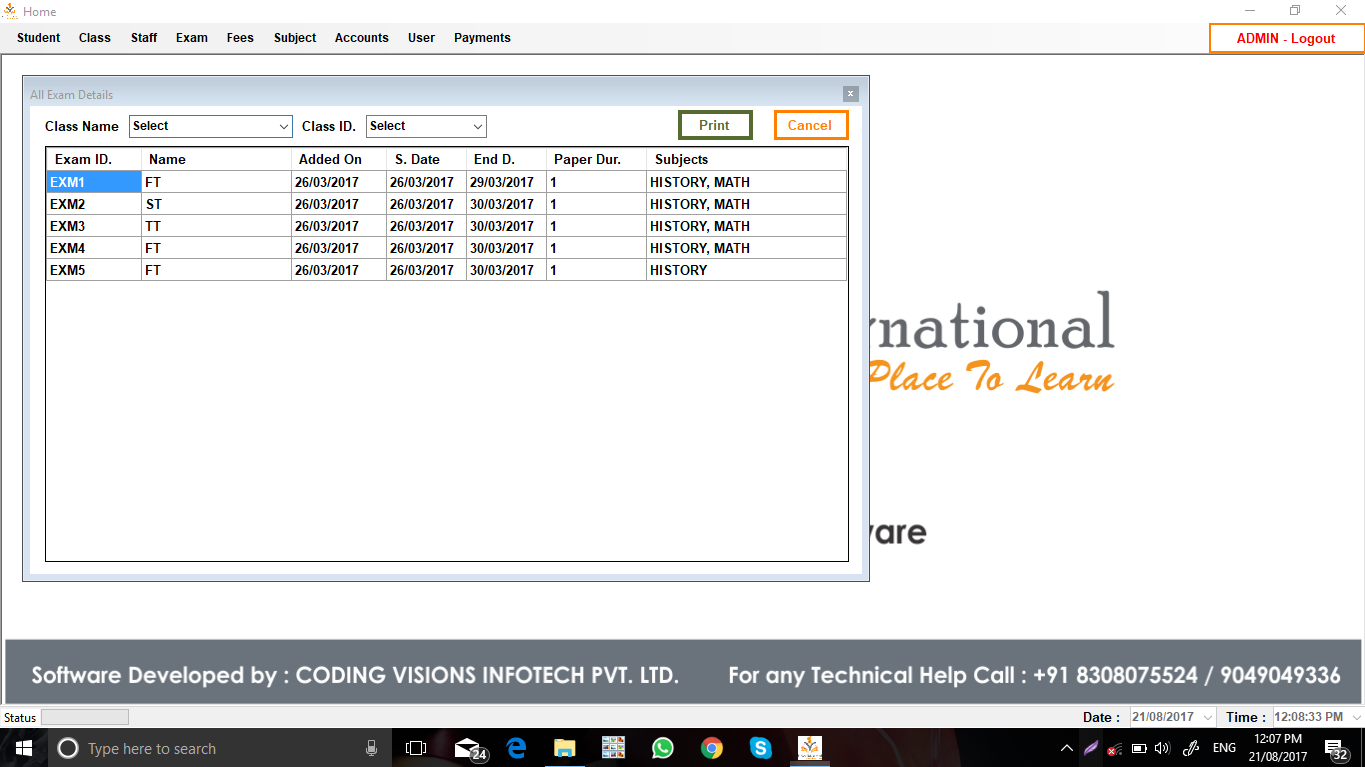 Home
Student Class Staff Exam Fees Subject Accounts User Payments ADMIN - Logout
All Exam Details x
Class Name Select Class ID. Select Print Cancel
Exam ID. Name Added On S. Date End D. Paper Dur. Subjects
EXM1 FT 26/03/2017 26/03/2017 29/03/2017 1 HISTORY, MATH
EXM2 ST 26/03/2017 26/03/2017 30/03/2017 1 HISTORY, MATH
EXM3 TT 26/03/2017 26/03/2017 30/03/2017 1 HISTORY, MATH
EXM4 FT 26/03/2017 26/03/2017 30/03/2017 1 HISTORY, MATH
EXM5 FT 26/03/2017 26/03/2017 30/03/2017 1 HISTORY
rnational
Place To Learn
are
Software Developed by : CODING VISIONS INFOTECH PVT. LTD. For any Technical Help Call : +91 8308075524 / 9049049336
Status Date : 21/08/2017 Time : 12:08:33 PM
Type here to search 24 ENG 12:07 PM
21/08/2017 32